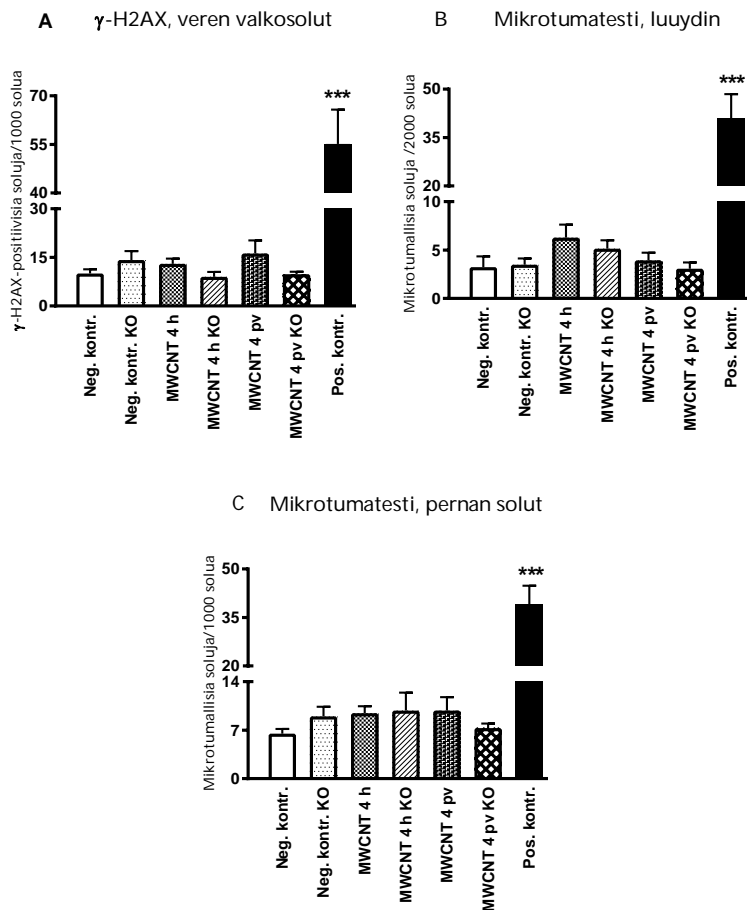 A γ-H2AX, veren valkosolut
γ-H2AX-positiivisia soluja/1000 solua
70
55
40
30
15
0
***
Neg. kontr.
Neg. kontr. KO
MWCNT 4 h
MWCNT 4 h KO
MWCNT 4 pv
MWCNT 4 pv KO
Pos. kontr.
B Mikrotumatesti, luuydin
Mikrotumallisia soluja /2000 solua
50
35
20
10
5
0
***
Neg. kontr.
Neg. kontr. KO
MWCNT 4 h
MWCNT 4 h KO
MWCNT 4 pv
MWCNT 4 pv KO
Pos. kontr.
C Mikrotumatesti, pernan solut
Mikrotumallisia soluja/1000 solua
50
35
20
14
7
0
***
Neg. kontr.
Neg. kontr. KO
MWCNT 4 h
MWCNT 4 h KO
MWCNT 4 pv
MWCNT 4 pv KO
Pos. kontr.